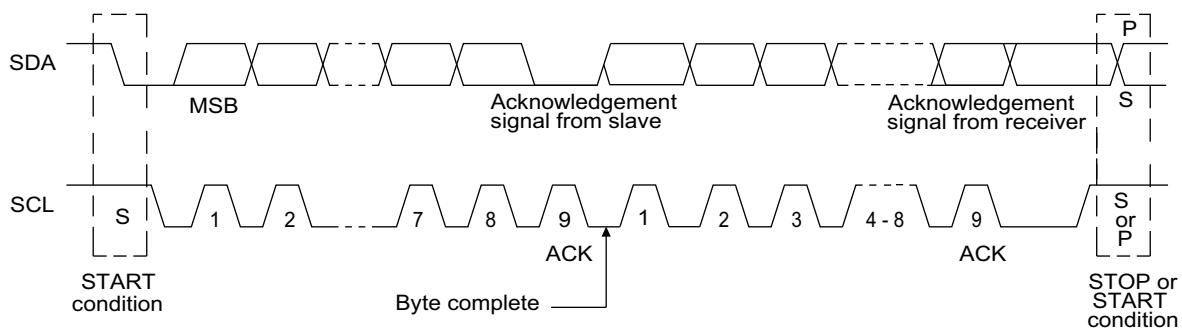 P
SDA
MSB
Acknowledgement
signal from slave
Acknowledgement
signal from receiver
S
SCL
S
1
2
7
8
9
1
2
3
4 - 8
9
S
or
P
ACK
ACK
START
condition
Byte complete
STOP or
START
condition